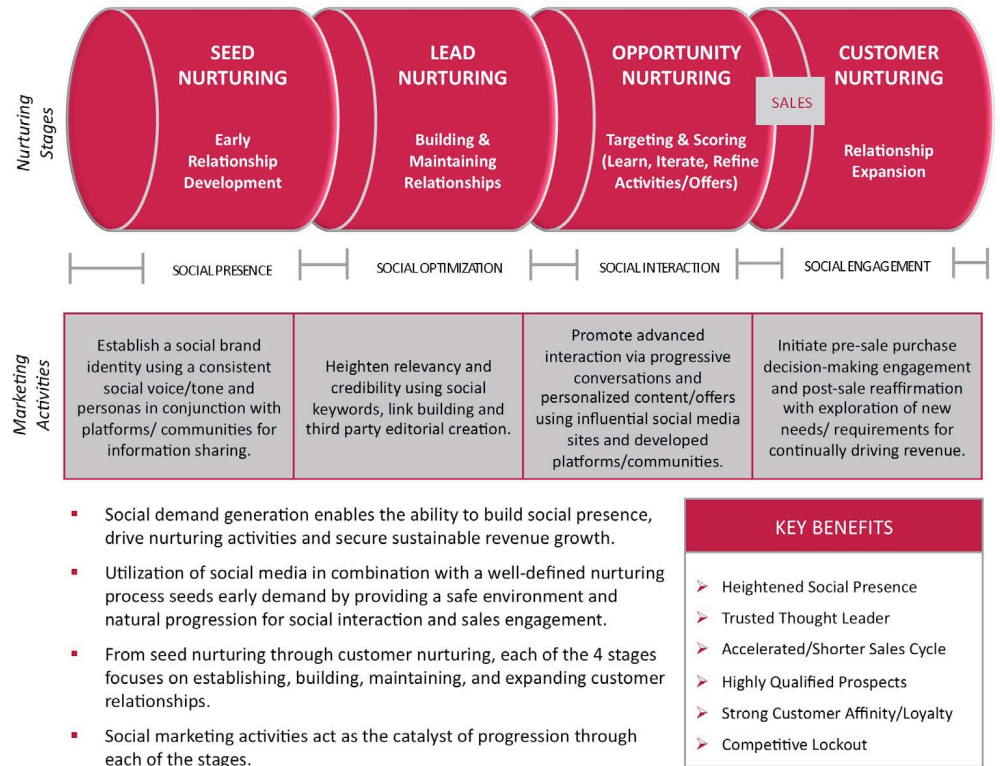 Nurturing
Stages
SEED
NURTURING
Early
Relationship
Development
LEAD
NURTURING
Building &
Maintaining
Relationships
OPPORTUNITY
NURTURING
Targeting & Scoring
(Learn, Iterate, Refine
Activities/Offers)
SALES
CUSTOMER
NURTURING
Relationship
Expansion
SOCIAL PRESENCE
SOCIAL OPTIMIZATION
SOCIAL INTERACTION
SOCIAL ENGAGEMENT
Marketing
Activities
Establish a social brand
identity using a consistent
social voice/tone and
personas in conjunction with
platforms/ communities for
information sharing.
Heighten relevancy and
credibility using social
keywords, link building and
third party editorial creation.
Promote advanced
interaction via progressive
conversations and
personalized content/offers
using influential social media
sites and developed
platforms/communities.
Initiate pre-sale purchase
decision-making engagement
and post-sale reaffirmation
with exploration of new
needs/ requirements for
continually driving revenue.
▪ Social demand generation enables the ability to build social presence,
drive nurturing activities and secure sustainable revenue growth.
▪ Utilization of social media in combination with a well-defined nurturing
process seeds early demand by providing a safe environment and
natural progression for social interaction and sales engagement.
▪ From seed nurturing through customer nurturing, each of the 4 stages
focuses on establishing, building, maintaining, and expanding customer
relationships.
▪ Social marketing activities act as the catalyst of progression through
each of the stages.
KEY BENEFITS
➢ Heightened Social Presence
➢ Trusted Thought Leader
➢ Accelerated/Shorter Sales Cycle
➢ Highly Qualified Prospects
➢ Strong Customer Affinity/Loyalty
➢ Competitive Lockout